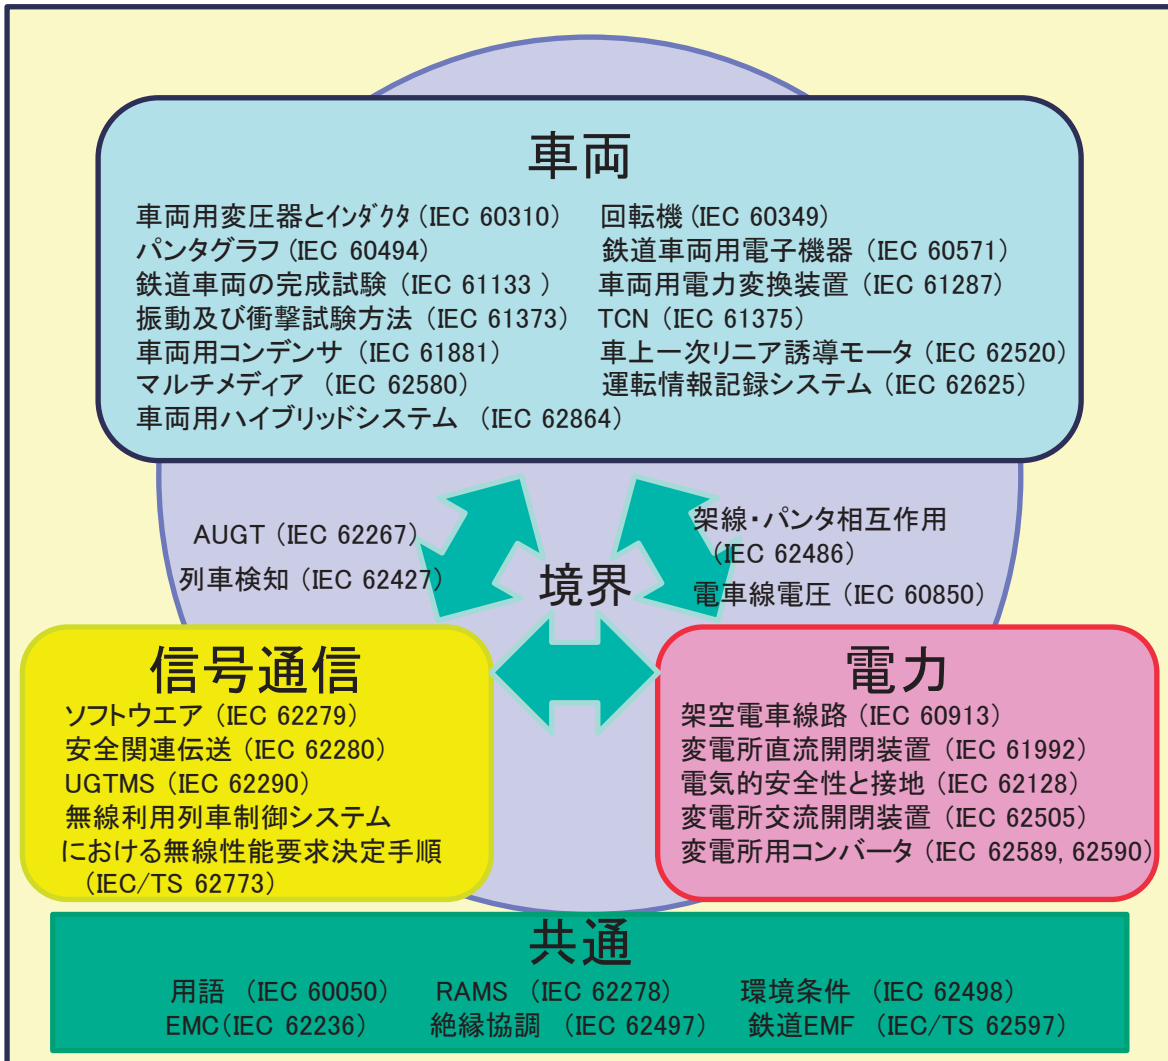 車両
車両用変圧器とインダクタ (IEC 60310) 回転機 (IEC 60349)
パンタグラフ (IEC 60494) 鉄道車両用電子機器 (IEC 60571)
鉄道車両の完成試験 (IEC 61133 ) 車両用電力変換装置 (IEC 61287)
振動及び衝撃試験方法 (IEC 61373) TCN (IEC 61375)
車両用コンデンサ (IEC 61881) 車上一次リニア誘導モータ (IEC 62520)
マルチメディア (IEC 62580) 運転情報記録システム (IEC 62625)
車両用ハイブリッドシステム (IEC 62864)
AUGT (IEC 62267)
列車検知 (IEC 62427)
境界
架線・パンタ相互作用
(IEC 62486)
電車線電圧 (IEC 60850)
信号通信
ソフトウエア (IEC 62279)
安全関連伝送 (IEC 62280)
UGTMS (IEC 62290)
無線利用列車制御システム
における無線性能要求決定手順
(IEC/TS 62773)
電力
架空電車線路 (IEC 60913)
変電所直流開閉装置 (IEC 61992)
電気的安全性と接地 (IEC 62128)
変電所交流開閉装置 (IEC 62505)
変電所用コンバータ (IEC 62589, 62590)
共通
用語 (IEC 60050) RAMS (IEC 62278) 環境条件 (IEC 62498)
EMC(IEC 62236) 絶縁協調 (IEC 62497) 鉄道EMF (IEC/TS 62597)